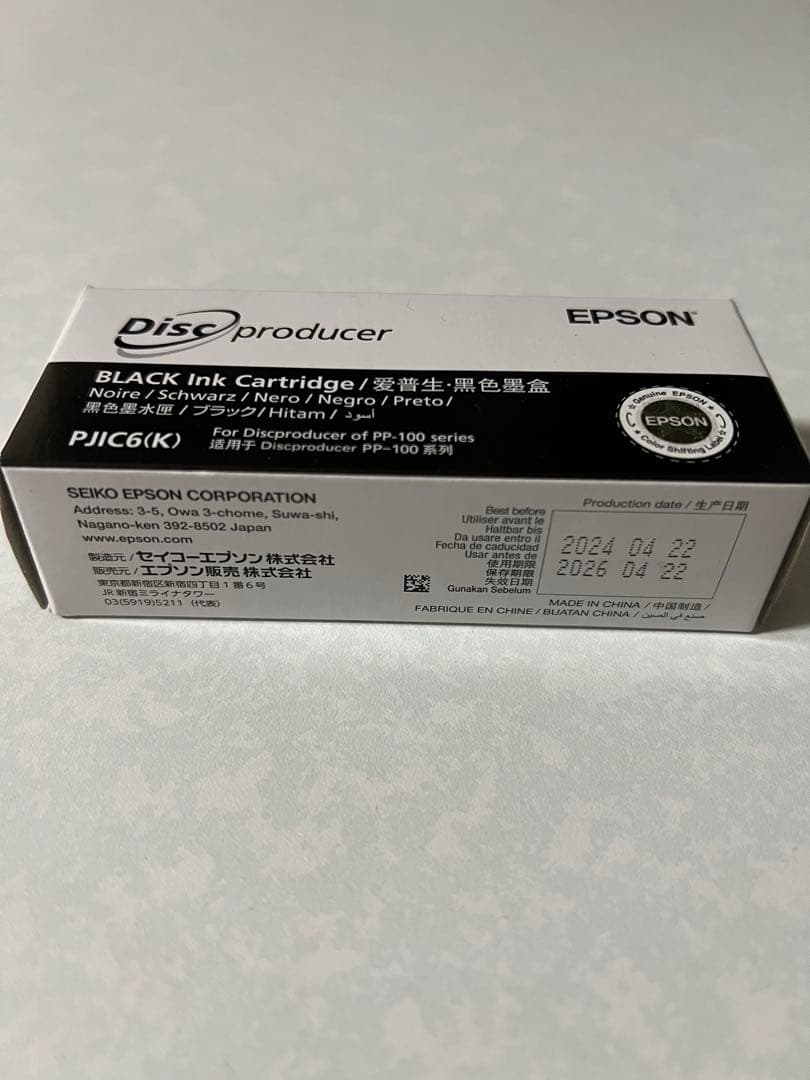 Disc producer
EPSON
BLACK Ink Cartridge / 爱普生·黑色墨盒
Noire / Schwarz / Nero / Negro / Preto /
黑色墨水匣 / ブラック / Hitam / أسود
PJIC6(K)
For Discproducer of PP-100 series
适用于 Discproducer PP-100 系列
Genuine EPSON
EPSON
Color Shifting Label
SEIKO EPSON CORPORATION
Address: 3-5, Owa 3-chome, Suwa-shi,
Nagano-ken 392-8502 Japan
www.epson.com
製造元 / セイコーエプソン株式会社
販売元 / エプソン販売 株式会社
東京都新宿区新宿四丁目1番6号
JR新宿ミライナタワー
03(5919)5211 (代表)
Production date / 生产日期
Best before
Utiliser avant le
Haltbar bis
Da usare entro il
Fecha de caducidad
Usar antes de
使用期限
保存期限
失效日期
Gunakan Sebelum
2024 04 22
2026 04 22
MADE IN CHINA / 中国制造 /
FABRIQUE EN CHINE / BUATAN CHINA / صنع في الصين